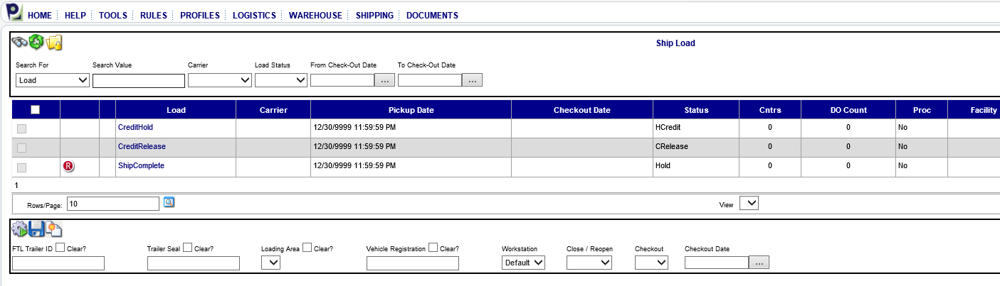 HOME HELP TOOLS RULES PROFILES LOGISTICS WAREHOUSE SHIPPING DOCUMENTS
Ship Load
Search For Search Value Carrier Load Status From Check-Out Date To Check-Out Date
Load ... ...
Load Carrier Pickup Date Checkout Date Status Cntrs DO Count Proc Facility
CreditHold 12/30/9999 11:59:59 PM HCredit 0 0 No
CreditRelease 12/30/9999 11:59:59 PM CRelease 0 0 No
R ShipComplete 12/30/9999 11:59:59 PM Hold 0 0 No
1
Rows/Page: 10 View
FTL Trailer ID Clear? Trailer Seal Clear? Loading Area Clear? Vehicle Registration Clear? Workstation Close / Reopen Checkout Checkout Date
Default ...